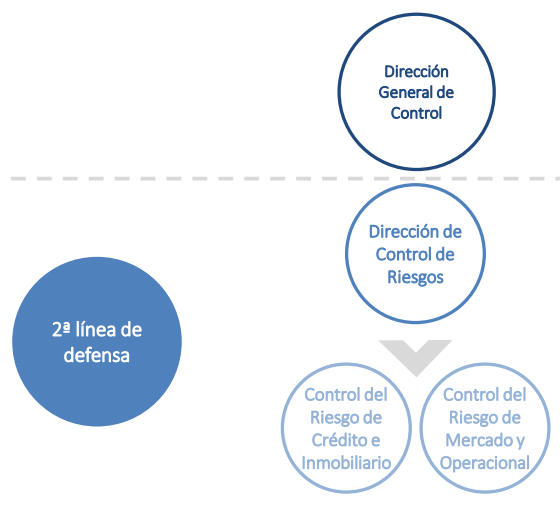 Dirección
General de
Control
Dirección de
Control de
Riesgos
2ª línea de
defensa
Control del
Riesgo de
Crédito e
Inmobiliario
Control del
Riesgo de
Mercado y
Operacional